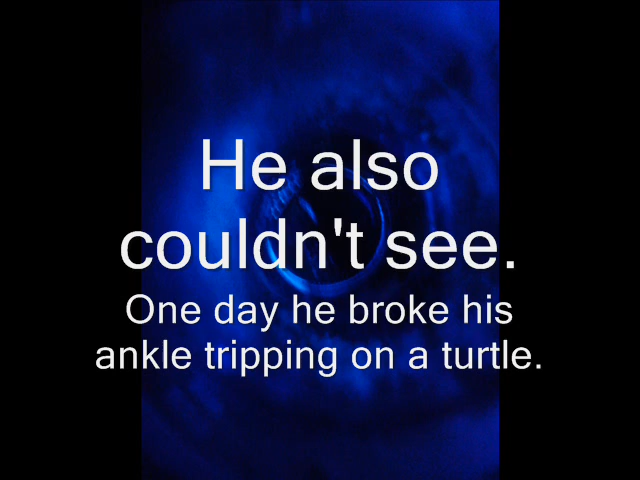 He also
couldn't see.
One day he broke his
ankle tripping on a turtle.